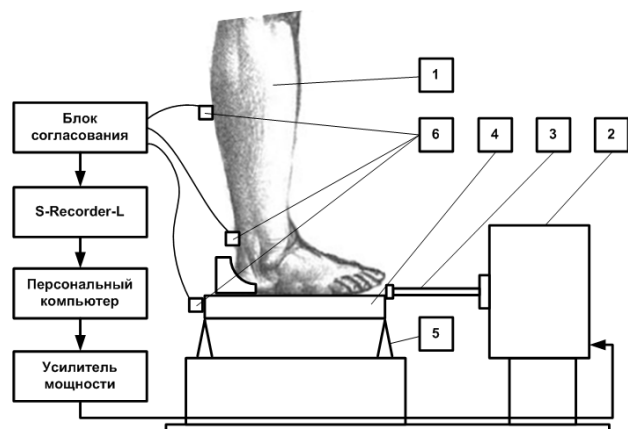 Блок
согласования
S-Recorder-L
Персональный
компьютер
Усилитель
мощности
1
6
4
3
2
5